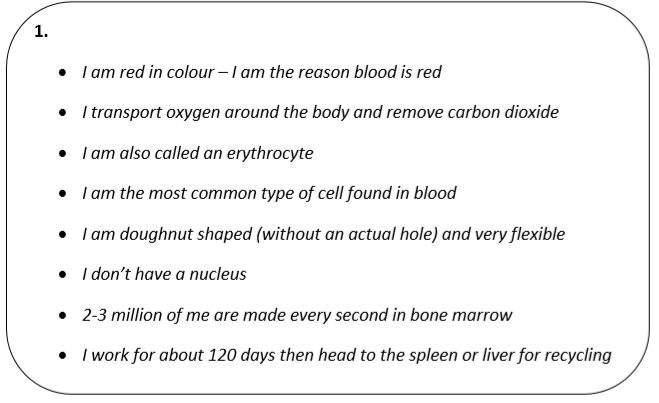 1.
• I am red in colour – I am the reason blood is red
• I transport oxygen around the body and remove carbon dioxide
• I am also called an erythrocyte
• I am the most common type of cell found in blood
• I am doughnut shaped (without an actual hole) and very flexible
• I don’t have a nucleus
• 2-3 million of me are made every second in bone marrow
• I work for about 120 days then head to the spleen or liver for recycling